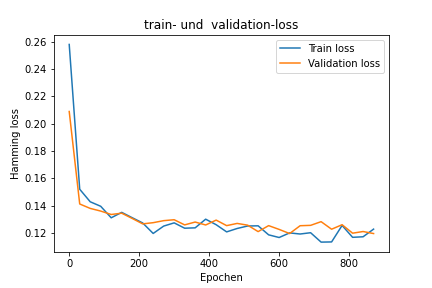 train- und  validation-loss
Train loss
Validation loss
Hamming loss
0.26
0.24
0.22
0.20
0.18
0.16
0.14
0.12
0 200 400 600 800
Epochen